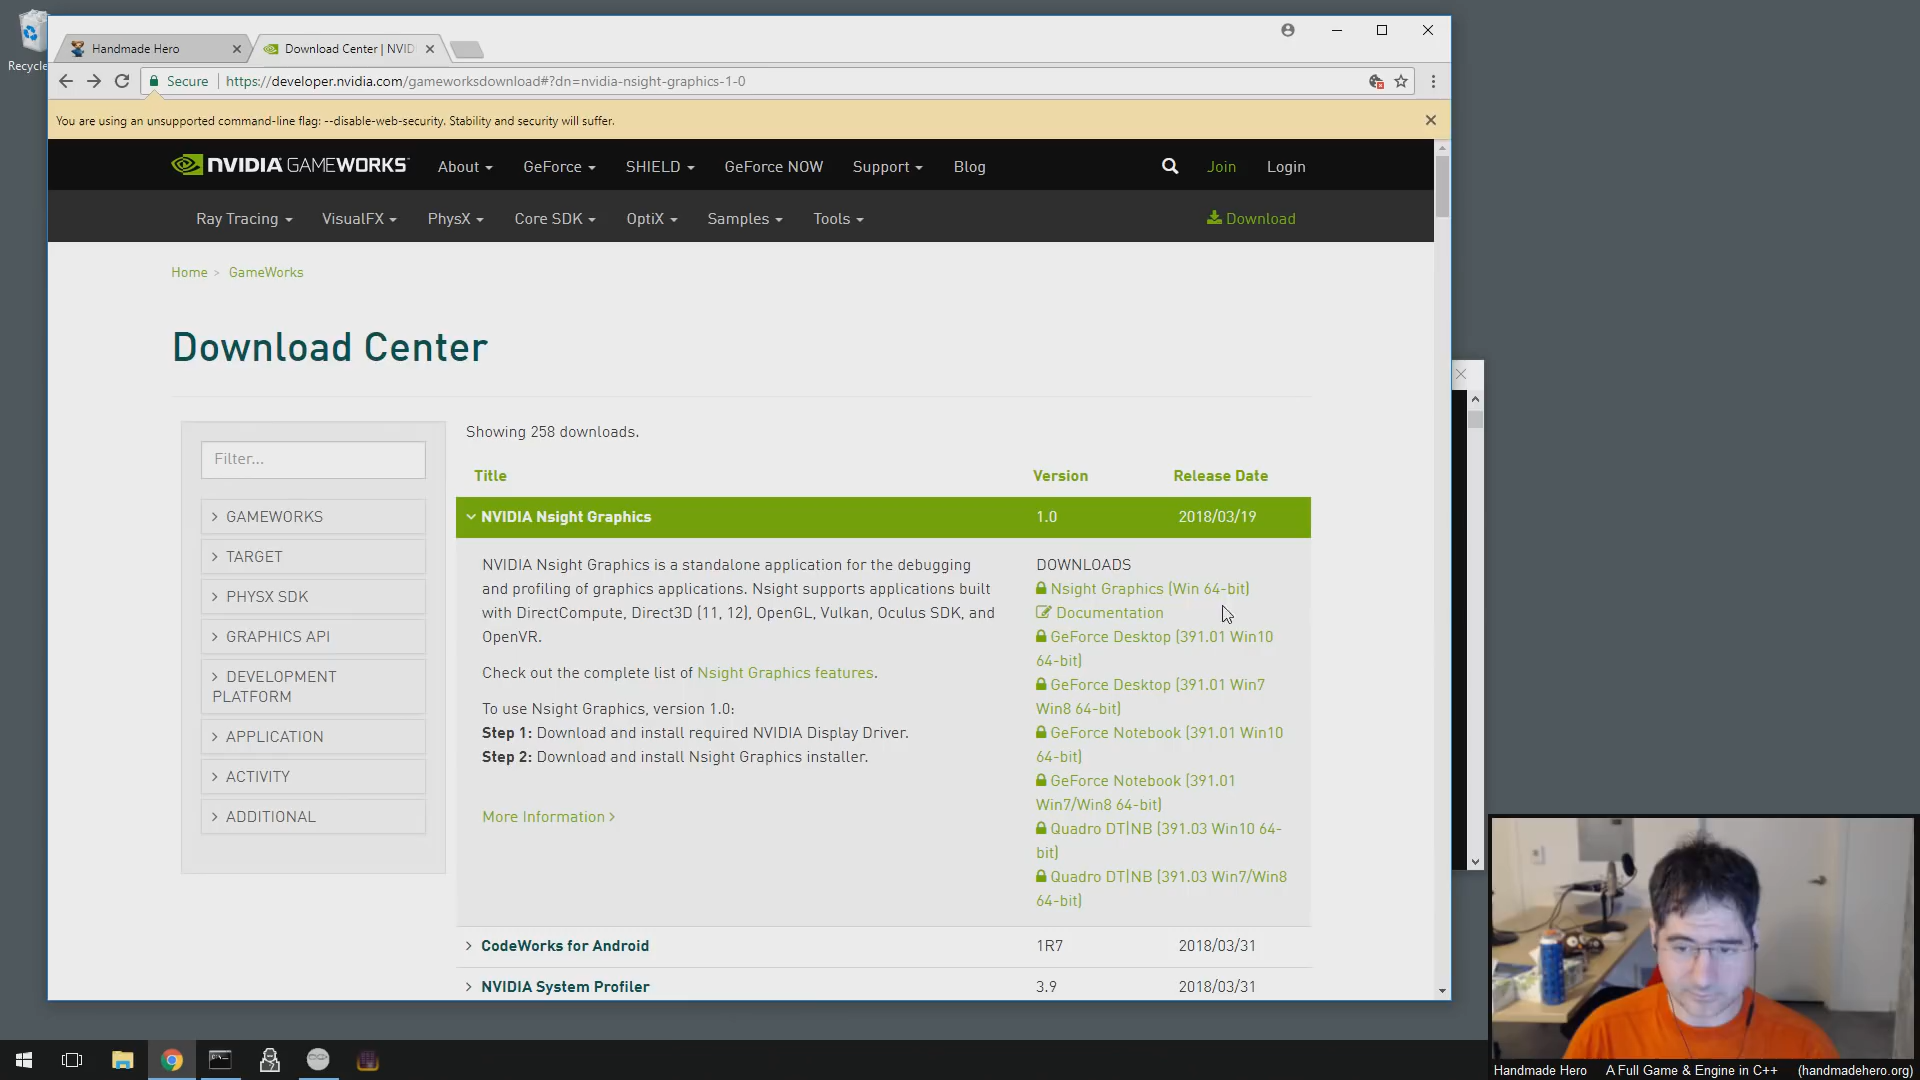 Recycle
Handmade Hero
Download Center | NVID
Secure
https://developer.nvidia.com/gameworksdownload#?dn=nvidia-nsight-graphics-1-0
You are using an unsupported command-line flag: --disable-web-security. Stability and security will suffer.
NVIDIA GAMEWORKS
About
GeForce
SHIELD
GeForce NOW
Support
Blog
Join
Login
Ray Tracing
VisualFX
PhysX
Core SDK
OptiX
Samples
Tools
Download
Home > GameWorks
Download Center
Filter...
GAMEWORKS
TARGET
PHYSX SDK
GRAPHICS API
DEVELOPMENT
PLATFORM
APPLICATION
ACTIVITY
ADDITIONAL
Showing 258 downloads.
Title Version Release Date
NVIDIA Nsight Graphics 1.0 2018/03/19
NVIDIA Nsight Graphics is a standalone application for the debugging
and profiling of graphics applications. Nsight supports applications built
with DirectCompute, Direct3D (11, 12), OpenGL, Vulkan, Oculus SDK, and
OpenVR.
Check out the complete list of Nsight Graphics features.
To use Nsight Graphics, version 1.0:
Step 1: Download and install required NVIDIA Display Driver.
Step 2: Download and install Nsight Graphics installer.
More Information >
DOWNLOADS
Nsight Graphics (Win 64-bit)
Documentation
GeForce Desktop (391.01 Win10
64-bit)
GeForce Desktop (391.01 Win7
Win8 64-bit)
GeForce Notebook (391.01 Win10
64-bit)
GeForce Notebook (391.01
Win7/Win8 64-bit)
Quadro DT|NB (391.03 Win10 64-
bit)
Quadro DT|NB (391.03 Win7/Win8
64-bit)
CodeWorks for Android 1R7 2018/03/31
NVIDIA System Profiler 3.9 2018/03/31
Handmade Hero A Full Game & Engine in C++ (handmadehero.org)